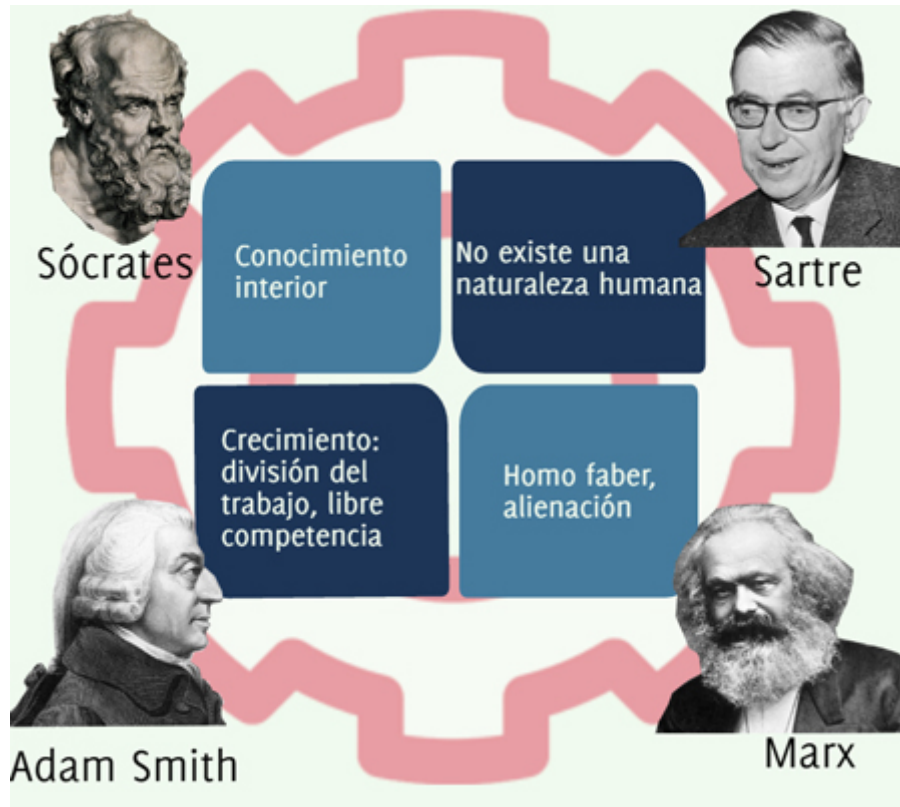 Sócrates
Conocimiento
interior
No existe una
naturaleza humana
Sartre
Crecimiento:
división del
trabajo, libre
competencia
Homo faber,
alienación
Adam Smith
Marx